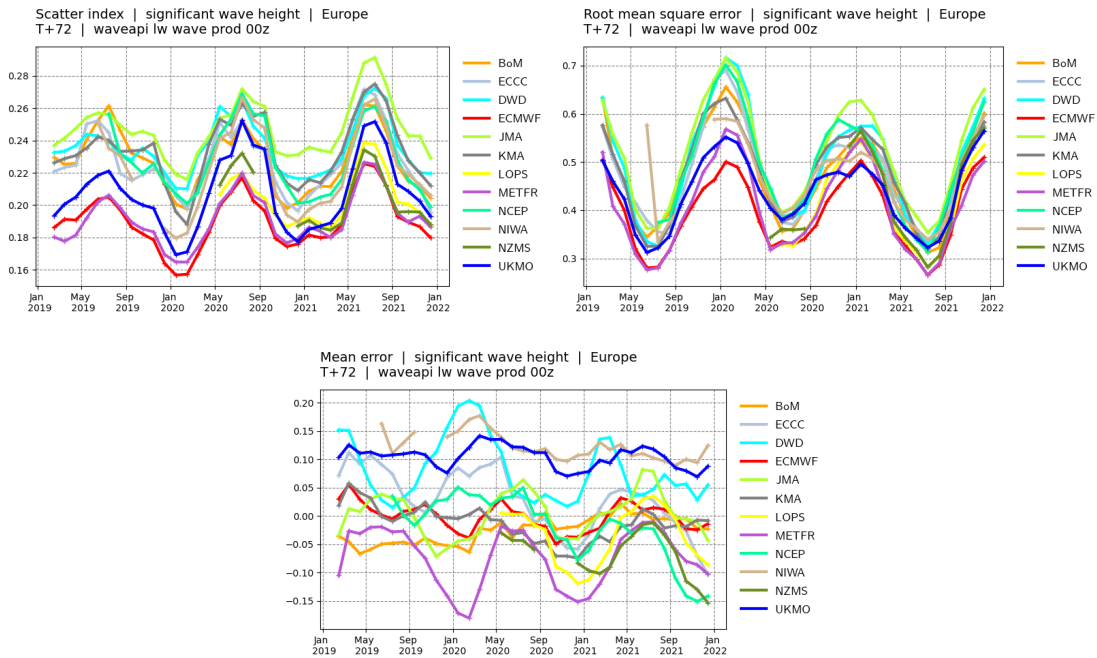 Scatter index | significant wave height | Europe
T+72 | waveapi lw wave prod 00z
0.28
0.26
0.24
0.22
0.20
0.18
0.16
Jan
2019
May
2019
Sep
2019
Jan
2020
May
2020
Sep
2020
Jan
2021
May
2021
Sep
2021
Jan
2022
BoM
ECCC
DWD
ECMWF
JMA
KMA
LOPS
METFR
NCEP
NIWA
NZMS
UKMO
Root mean square error | significant wave height | Europe
T+72 | waveapi lw wave prod 00z
0.7
0.6
0.5
0.4
0.3
Jan
2019
May
2019
Sep
2019
Jan
2020
May
2020
Sep
2020
Jan
2021
May
2021
Sep
2021
Jan
2022
BoM
ECCC
DWD
ECMWF
JMA
KMA
LOPS
METFR
NCEP
NIWA
NZMS
UKMO
Mean error | significant wave height | Europe
T+72 | waveapi lw wave prod 00z
0.20
0.15
0.10
0.05
0.00
−0.05
−0.10
−0.15
Jan
2019
May
2019
Sep
2019
Jan
2020
May
2020
Sep
2020
Jan
2021
May
2021
Sep
2021
Jan
2022
BoM
ECCC
DWD
ECMWF
JMA
KMA
LOPS
METFR
NCEP
NIWA
NZMS
UKMO